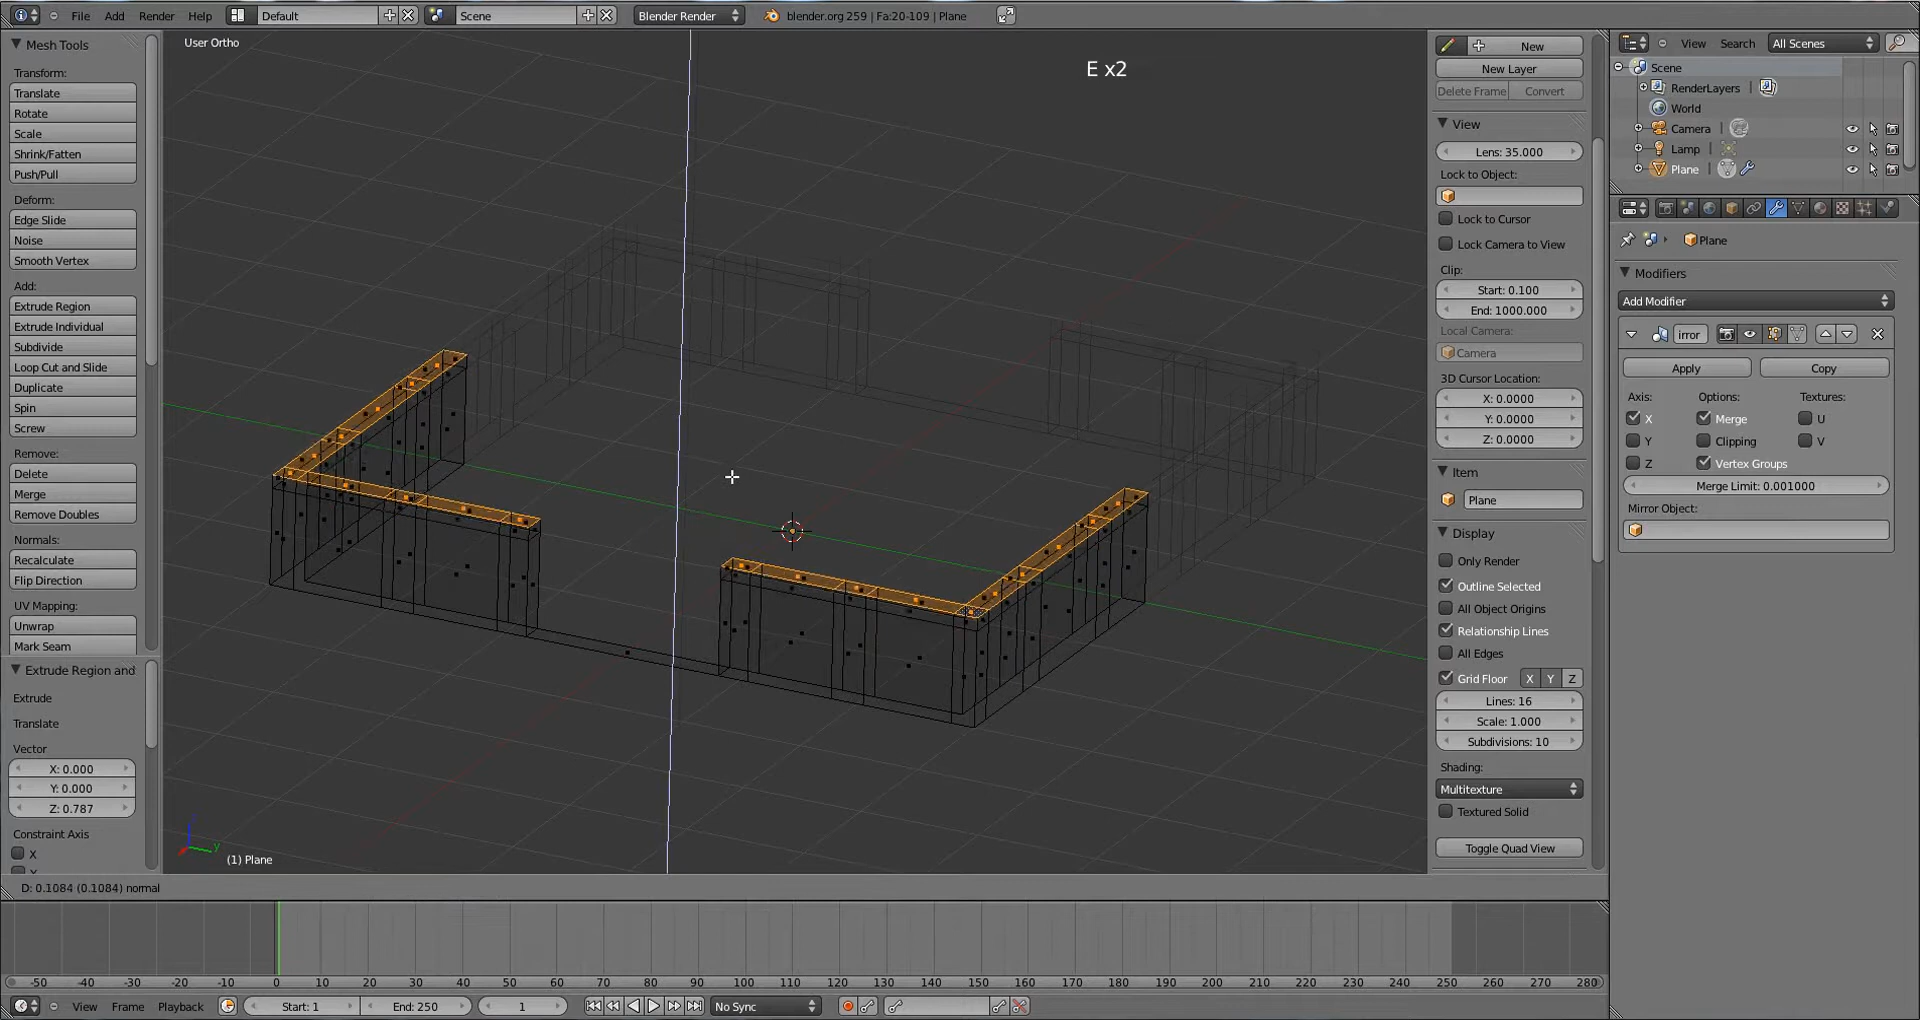 File Add Render Help Default Scene Blender Render blender.org 259 | Fa:20-109 | Plane
Mesh Tools
Transform:
Translate
Rotate
Scale
Shrink/Fatten
Push/Pull
Deform:
Edge Slide
Noise
Smooth Vertex
Add:
Extrude Region
Extrude Individual
Subdivide
Loop Cut and Slide
Duplicate
Spin
Screw
Remove:
Delete
Merge
Remove Doubles
Normals:
Recalculate
Flip Direction
UV Mapping:
Unwrap
Mark Seam
Extrude Region and
Extrude
Translate
Vector
X: 0.000
Y: 0.000
Z: 0.787
Constraint Axis
X
User Ortho
E x2
y
(1) Plane
D: 0.1084 (0.1084) normal
New
New Layer
Delete Frame Convert
View
Lens: 35.000
Lock to Object:
Lock to Cursor
Lock Camera to View
Clip:
Start: 0.100
End: 1000.000
Local Camera:
Camera
3D Cursor Location:
X: 0.0000
Y: 0.0000
Z: 0.0000
Item
Plane
Display
Only Render
Outline Selected
All Object Origins
Relationship Lines
All Edges
Grid Floor X Y Z
Lines: 16
Scale: 1.000
Subdivisions: 10
Shading:
Multitexture
Textured Solid
Toggle Quad View
View Search All Scenes
Scene
RenderLayers |
World
Camera |
Lamp |
Plane |
Plane
Modifiers
Add Modifier
irror
Apply Copy
Axis: Options: Textures:
X Merge U
Y Clipping V
Z Vertex Groups
Merge Limit: 0.001000
Mirror Object:
-50 -40 -30 -20 -10 0 10 20 30 40 50 60 70 80 90 100 110 120 130 140 150 160 170 180 190 200 210 220 230 240 250 260 270 280
View Frame Playback Start: 1 End: 250 1 No Sync